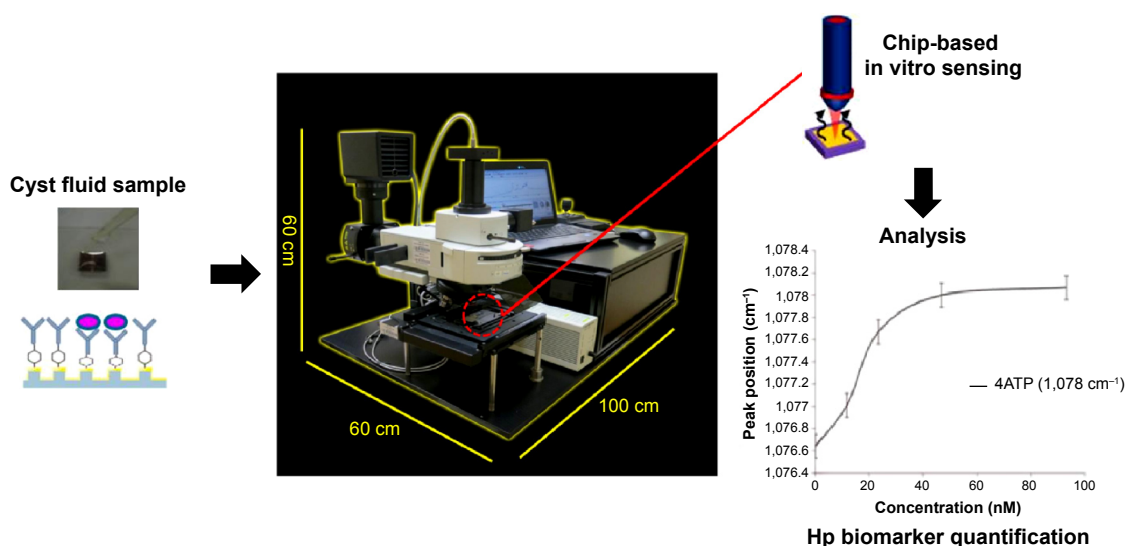 Cyst fluid sample
60 cm
60 cm
100 cm
Chip-based
in vitro sensing
Analysis
Peak position (cm⁻¹)
1,078.4
1,078.2
1,078
1,077.8
1,077.6
1,077.4
1,077.2
1,077
1,076.8
1,076.6
1,076.4
4ATP (1,078 cm⁻¹)
0
20
40
60
80
100
Concentration (nM)
Hp biomarker quantification